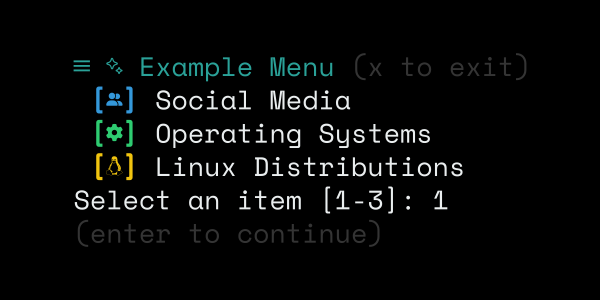 Example Menu (x to exit)
[] Social Media
[] Operating Systems
[] Linux Distributions
Select an item [1-3]: 1
(enter to continue)